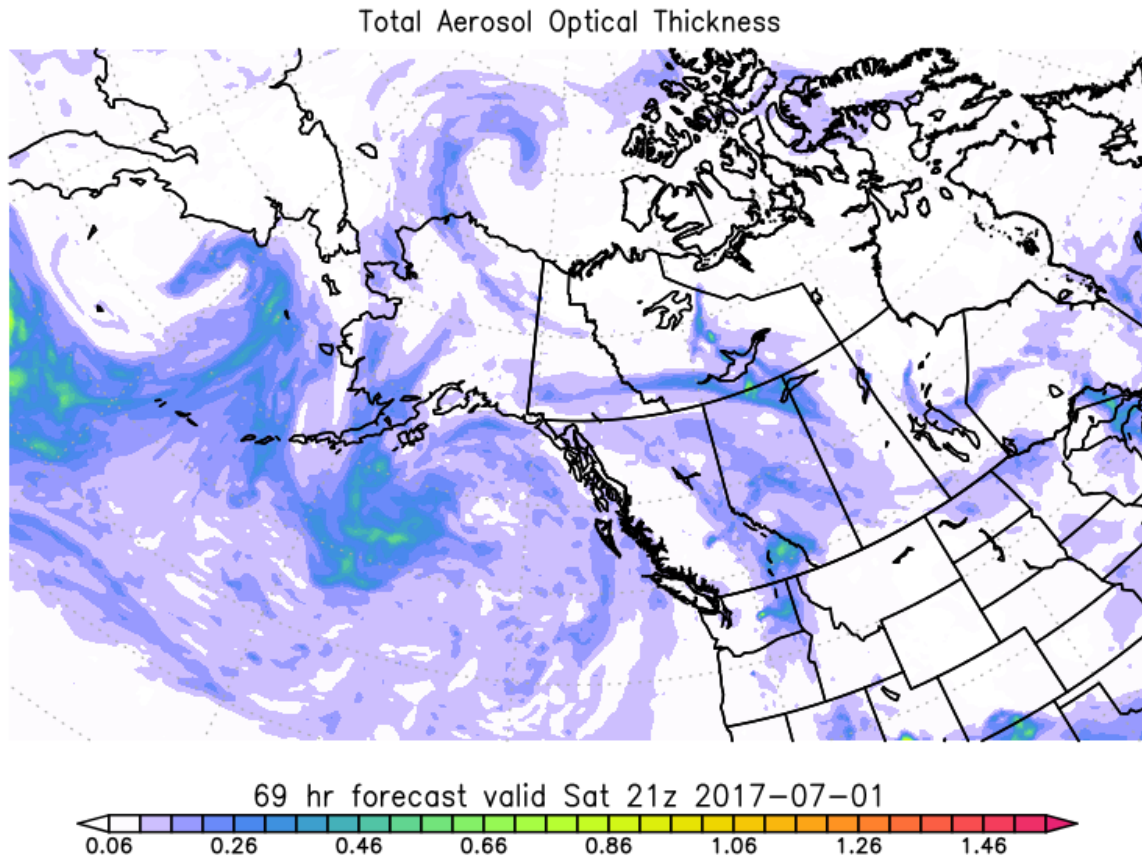 Total Aerosol Optical Thickness
69 hr forecast valid Sat 21z 2017-07-01
0.06 0.26 0.46 0.66 0.86 1.06 1.26 1.46